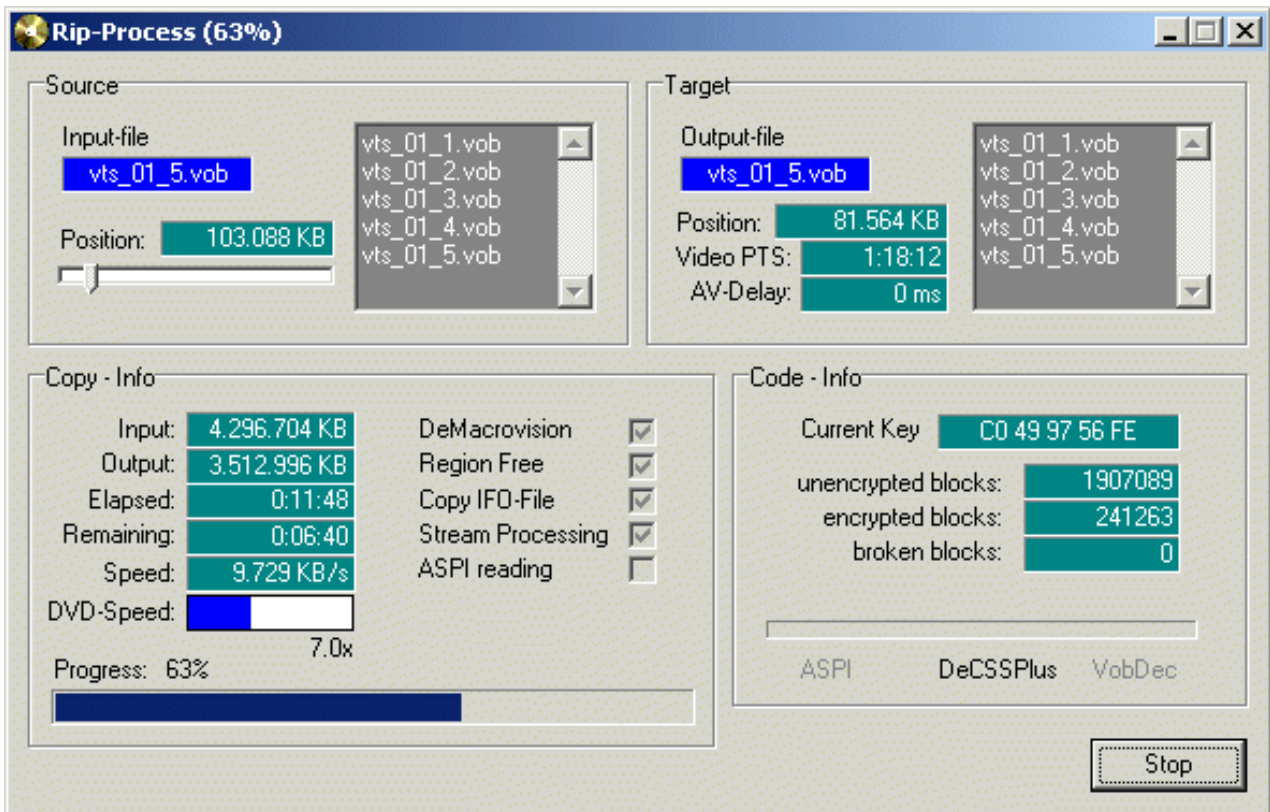 Rip-Process (63%)
Source
Input-file
vts_01_5.vob
Position: 103.088 KB
vts_01_1.vob
vts_01_2.vob
vts_01_3.vob
vts_01_4.vob
vts_01_5.vob
Target
Output-file
vts_01_5.vob
Position: 81.564 KB
Video PTS: 1:18:12
AV-Delay: 0 ms
vts_01_1.vob
vts_01_2.vob
vts_01_3.vob
vts_01_4.vob
vts_01_5.vob
Copy - Info
Input: 4.296.704 KB
Output: 3.512.996 KB
Elapsed: 0:11:48
Remaining: 0:06:40
Speed: 9.729 KB/s
DVD-Speed:
7.0x
DeMacrovision
Region Free
Copy IFO-File
Stream Processing
ASPI reading
Progress: 63%
Code - Info
Current Key C0 49 97 56 FE
unencrypted blocks: 1907089
encrypted blocks: 241263
broken blocks: 0
ASPI DeCSSPlus VobDec
Stop